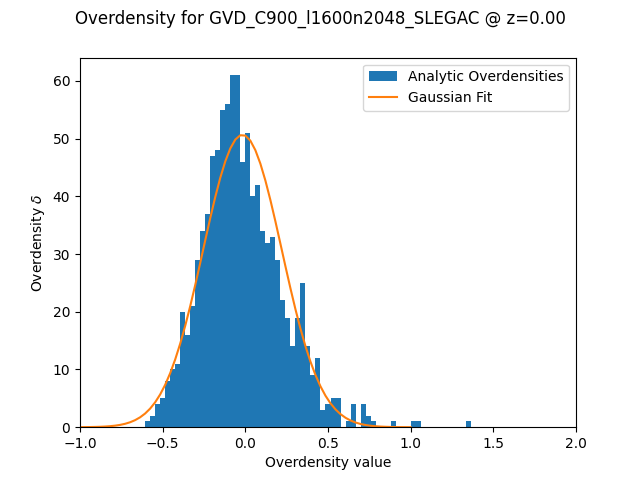 Overdensity for GVD_C900_l1600n2048_SLEGAC @ z=0.00
Analytic Overdensities
Gaussian Fit
Overdensity δ
60
50
40
30
20
10
0
−1.0 −0.5 0.0 0.5 1.0 1.5 2.0
Overdensity value